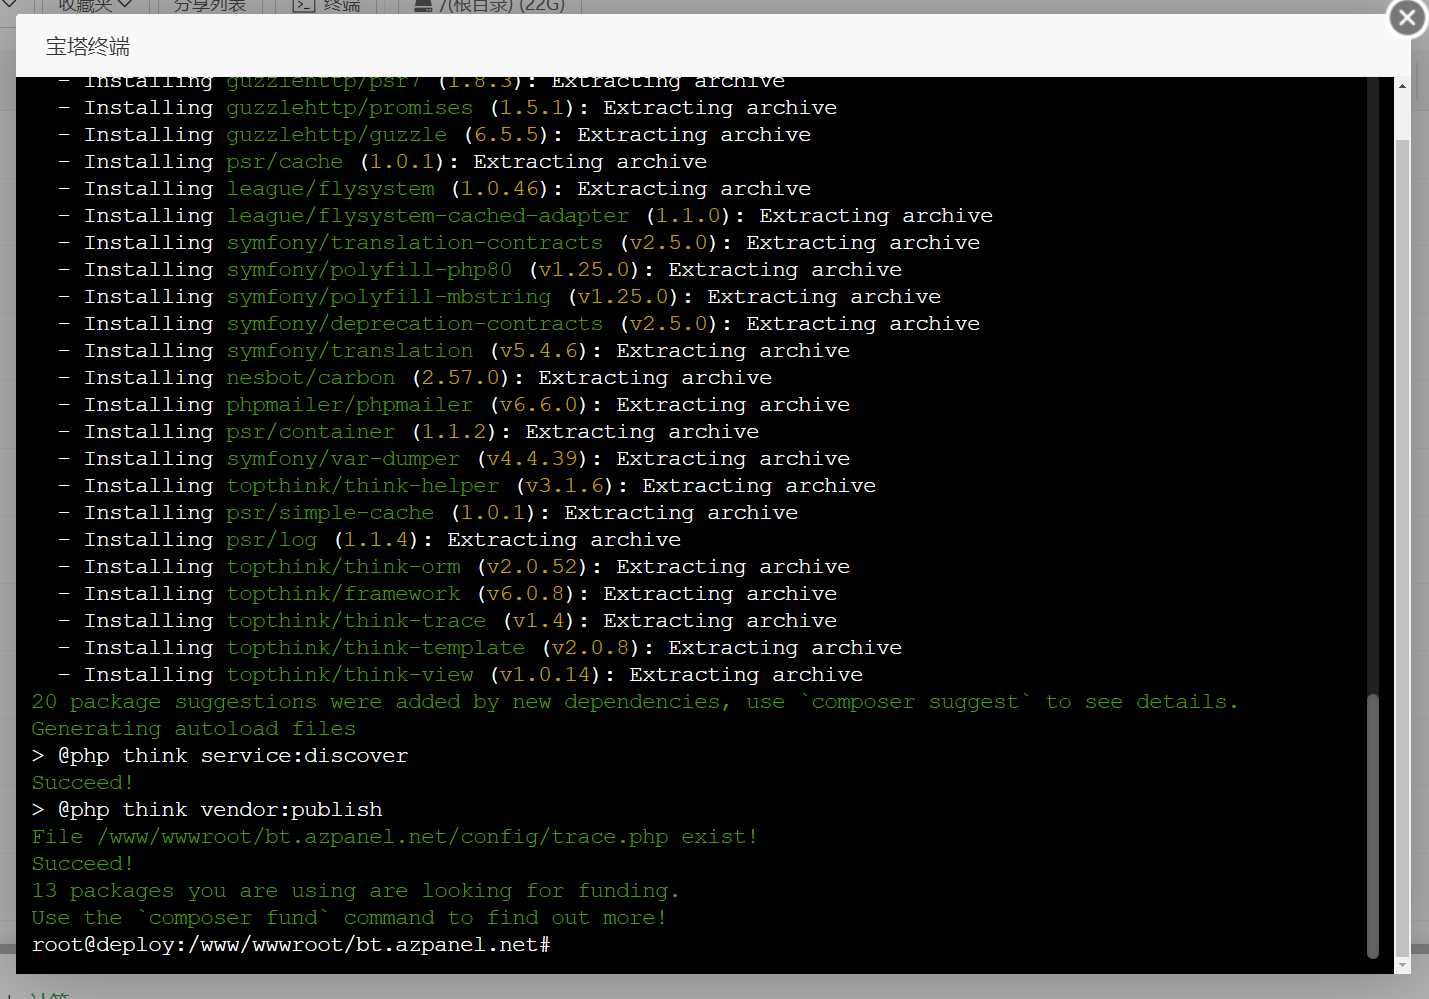 收藏夹 分享列表 终端 /(根目录) (22G)
宝塔终端
- Installing guzzlehttp/psr7 (1.8.3): Extracting archive
- Installing guzzlehttp/promises (1.5.1): Extracting archive
- Installing guzzlehttp/guzzle (6.5.5): Extracting archive
- Installing psr/cache (1.0.1): Extracting archive
- Installing league/flysystem (1.0.46): Extracting archive
- Installing league/flysystem-cached-adapter (1.1.0): Extracting archive
- Installing symfony/translation-contracts (v2.5.0): Extracting archive
- Installing symfony/polyfill-php80 (v1.25.0): Extracting archive
- Installing symfony/polyfill-mbstring (v1.25.0): Extracting archive
- Installing symfony/deprecation-contracts (v2.5.0): Extracting archive
- Installing symfony/translation (v5.4.6): Extracting archive
- Installing nesbot/carbon (2.57.0): Extracting archive
- Installing phpmailer/phpmailer (v6.6.0): Extracting archive
- Installing psr/container (1.1.2): Extracting archive
- Installing symfony/var-dumper (v4.4.39): Extracting archive
- Installing topthink/think-helper (v3.1.6): Extracting archive
- Installing psr/simple-cache (1.0.1): Extracting archive
- Installing psr/log (1.1.4): Extracting archive
- Installing topthink/think-orm (v2.0.52): Extracting archive
- Installing topthink/framework (v6.0.8): Extracting archive
- Installing topthink/think-trace (v1.4): Extracting archive
- Installing topthink/think-template (v2.0.8): Extracting archive
- Installing topthink/think-view (v1.0.14): Extracting archive
20 package suggestions were added by new dependencies, use `composer suggest` to see details.
Generating autoload files
> @php think service:discover
Succeed!
> @php think vendor:publish
File /www/wwwroot/bt.azpanel.net/config/trace.php exist!
Succeed!
13 packages you are using are looking for funding.
Use the `composer fund` command to find out more!
root@deploy:/www/wwwroot/bt.azpanel.net#